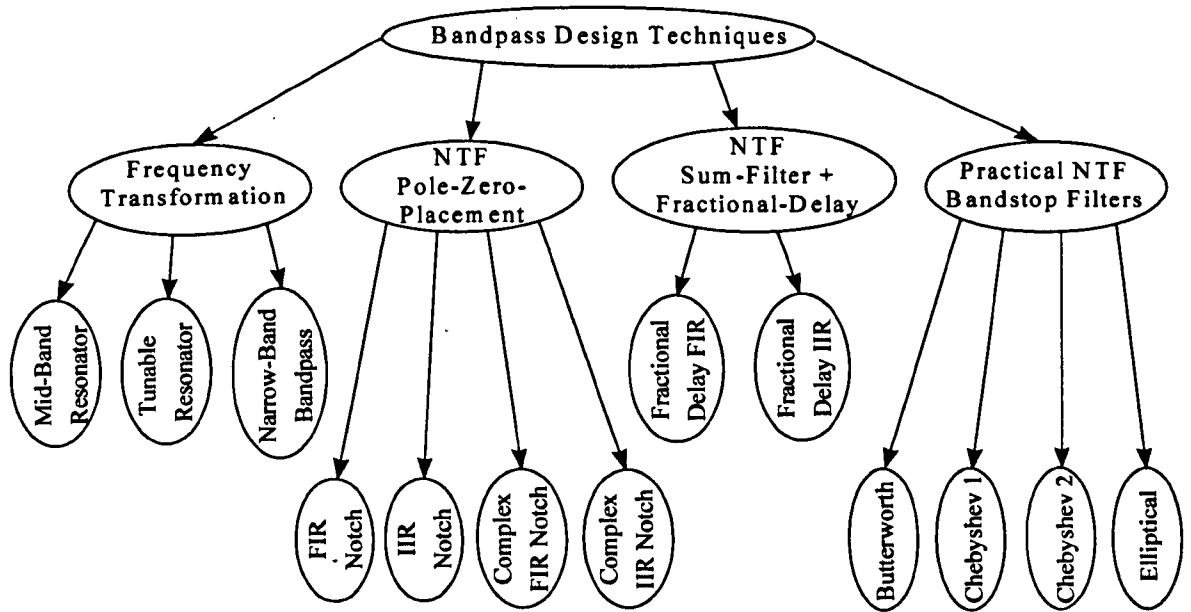 Bandpass Design Techniques
Frequency
Transformation
NTF
Pole-Zero-
Placement
NTF
Sum-Filter +
Fractional-Delay
Practical NTF
Bandstop Filters
Mid-Band
Resonator
Tunable
Resonator
Narrow-Band
Bandpass
Fractional
Delay FIR
Fractional
Delay IIR
FIR
Notch
IIR
Notch
Complex
FIR Notch
Complex
IIR Notch
Butterworth
Chebyshev 1
Chebyshev 2
Elliptical